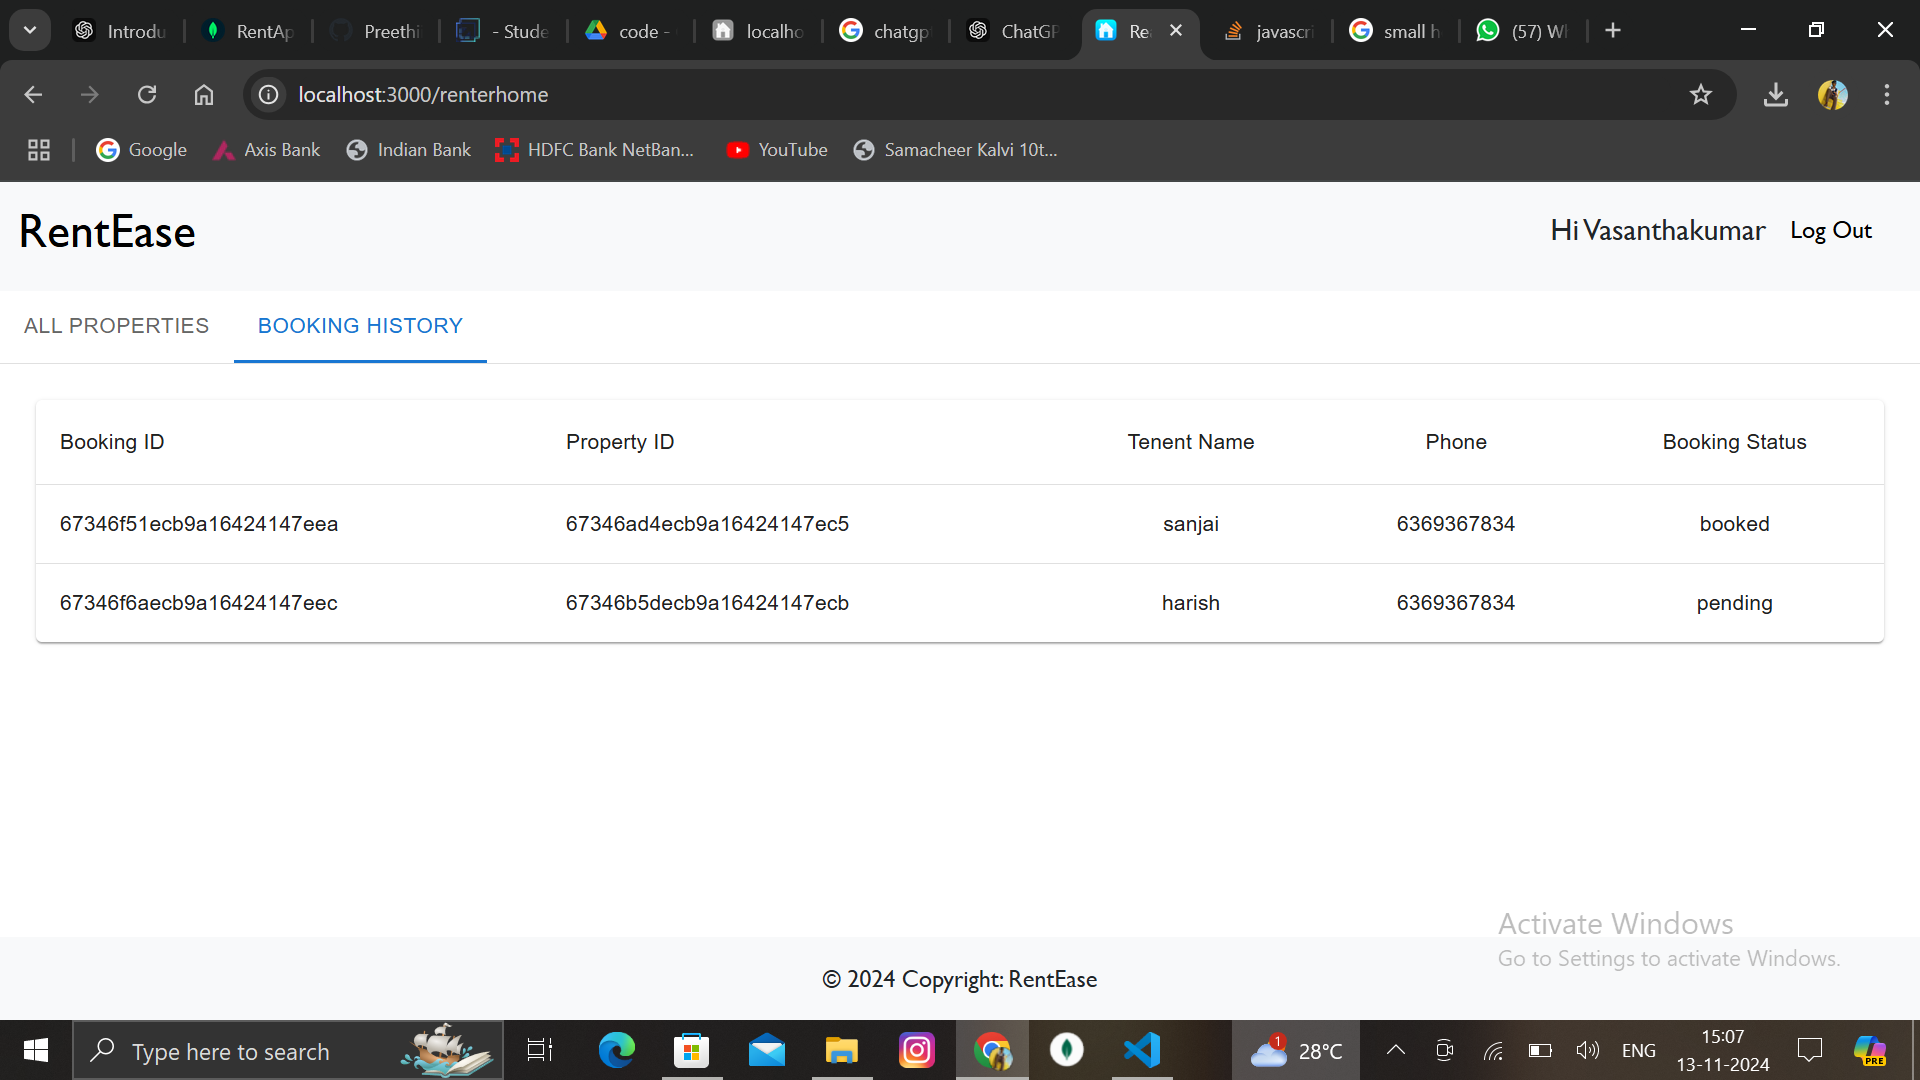 Introdu
RentAp
Preethi
- Stude
code -
localho
chatgp
ChatGP
Re
javascri
small h
(57) Wh
localhost:3000/renterhome
Google
Axis Bank
Indian Bank
HDFC Bank NetBan...
YouTube
Samacheer Kalvi 10t...
RentEase
Hi Vasanthakumar
Log Out
ALL PROPERTIES
BOOKING HISTORY
Booking ID Property ID Tenent Name Phone Booking Status
67346f51ecb9a16424147eea 67346ad4ecb9a16424147ec5 sanjai 6369367834 booked
67346f6aecb9a16424147eec 67346b5decb9a16424147ecb harish 6369367834 pending
Activate Windows
Go to Settings to activate Windows.
© 2024 Copyright: RentEase
Type here to search
1
28°C
ENG
15:07
13-11-2024
PRE